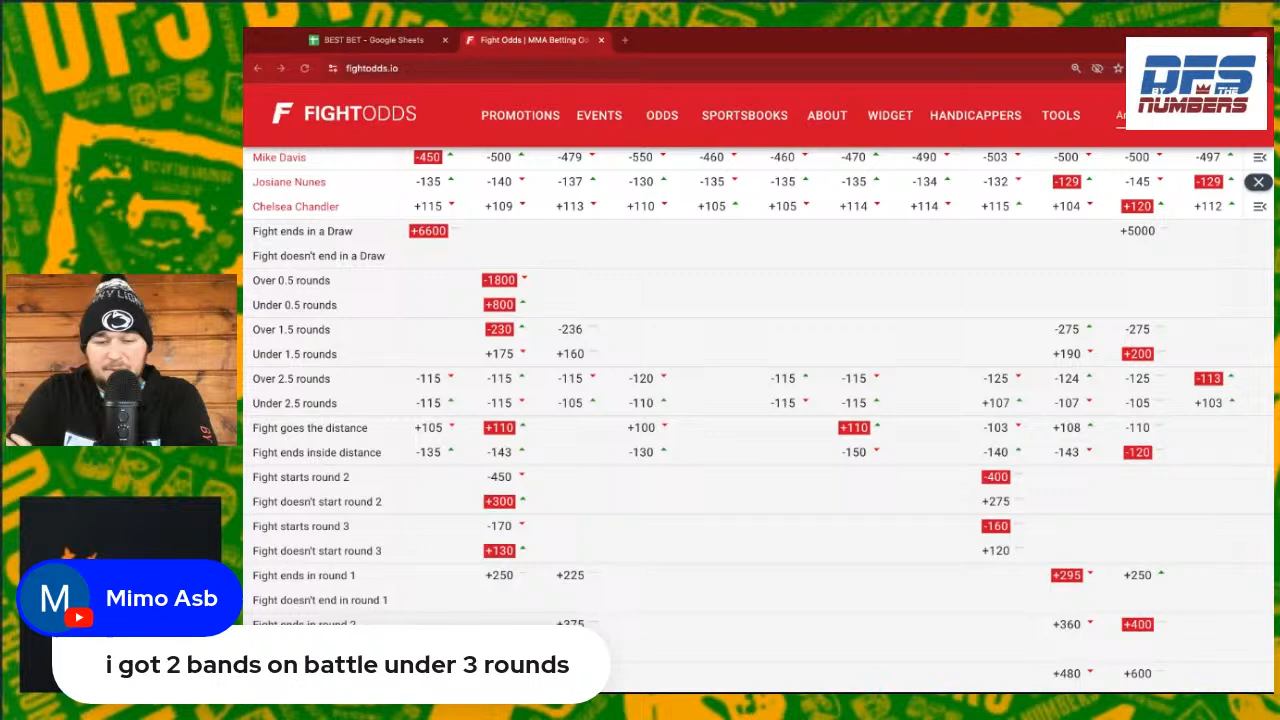 BEST BET - Google Sheets
Fight Odds | MMA Betting Od
fightodds.io
DFS
BY THE
NUMBERS
FIGHTODDS
PROMOTIONS EVENTS ODDS SPORTSBOOKS ABOUT WIDGET HANDICAPPERS TOOLS
Mike Davis -450 -500 -479 -550 -460 -460 -470 -490 -503 -500 -500 -497
Josiane Nunes -135 -140 -137 -130 -135 -135 -135 -134 -132 -129 -145 -129
Chelsea Chandler +115 +109 +113 +110 +105 +105 +114 +114 +115 +104 +120 +112
Fight ends in a Draw +6600 +5000
Fight doesn't end in a Draw
Over 0.5 rounds -1800
Under 0.5 rounds +800
Over 1.5 rounds -230 -236 -275 -275
Under 1.5 rounds +175 +160 +190 +200
Over 2.5 rounds -115 -115 -115 -120 -115 -115 -125 -124 -125 -113
Under 2.5 rounds -115 -115 -105 -110 -115 -115 +107 -107 -105 +103
Fight goes the distance +105 +110 +100 +110 -103 +108 -110
Fight ends inside distance -135 -143 -130 -150 -140 -143 -120
Fight starts round 2 -450 -400
Fight doesn't start round 2 +300 +275
Fight starts round 3 -170 -160
Fight doesn't start round 3 +130 +120
Fight ends in round 1 +250 +225 +295 +250
Fight doesn't end in round 1
Fight ends in round 2 +375 +360 +400
+480 +600
M
Mimo Asb
i got 2 bands on battle under 3 rounds